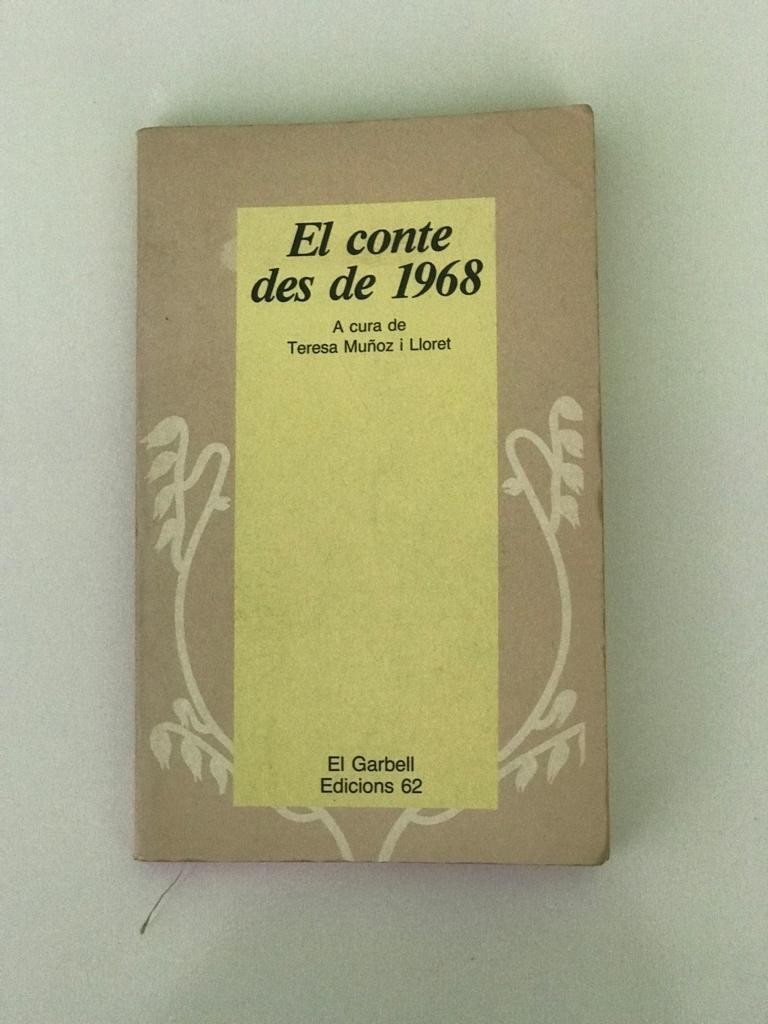 El conte
des de 1968
A cura de
Teresa Muñoz i Lloret
El Garbell
Edicions 62